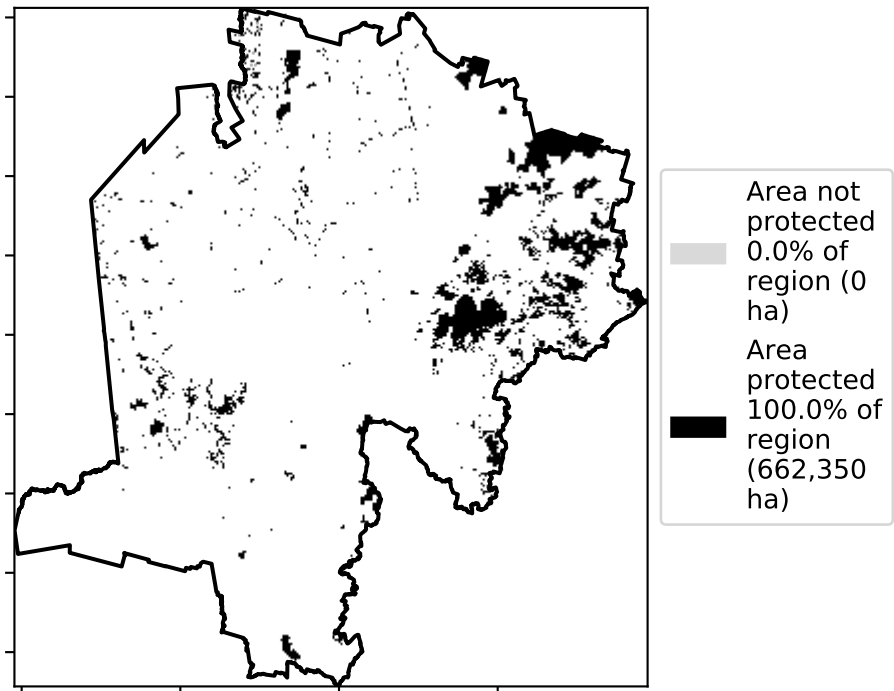 Area not
protected
0.0% of
region (0
ha)
Area
protected
100.0% of
region
(662,350
ha)